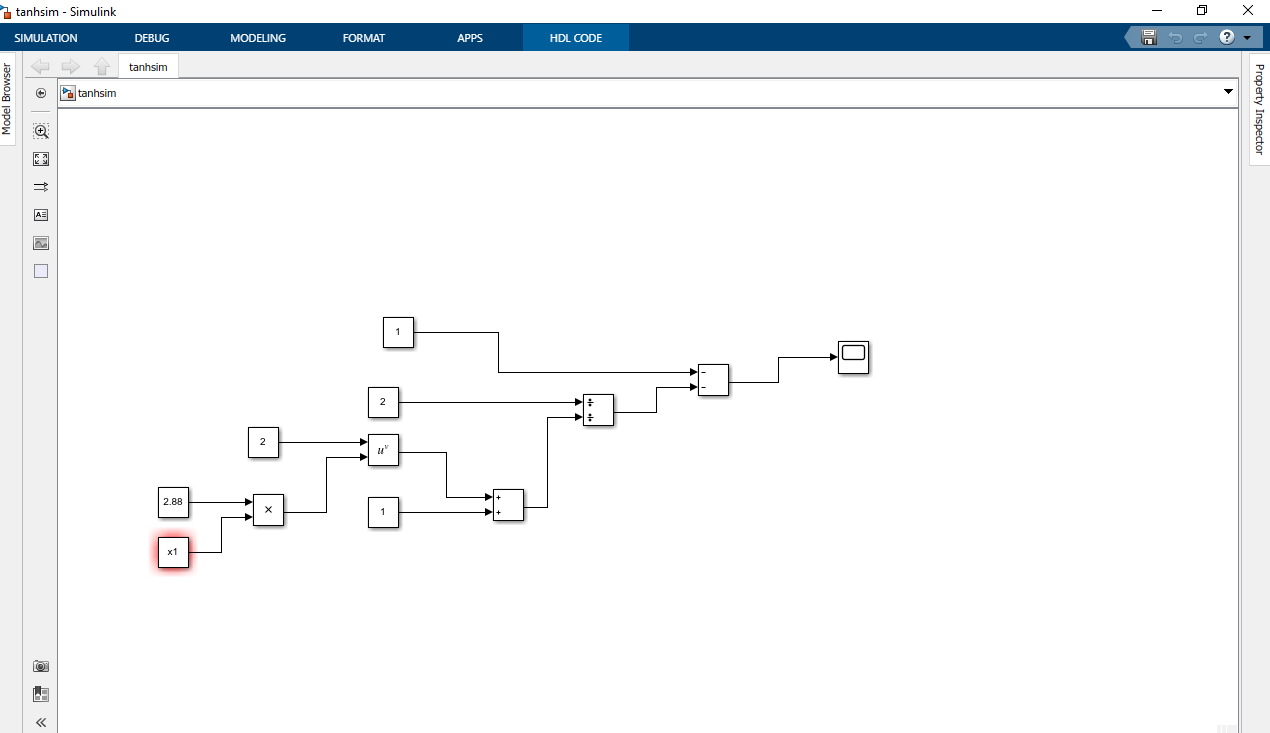 tanhsim - Simulink
SIMULATION DEBUG MODELING FORMAT APPS HDL CODE
?
tanhsim
tanhsim
Model Browser
Property Inspector
A
1
−
−
2
÷
÷
2
u^v
2.88
×
+
+
1
x1